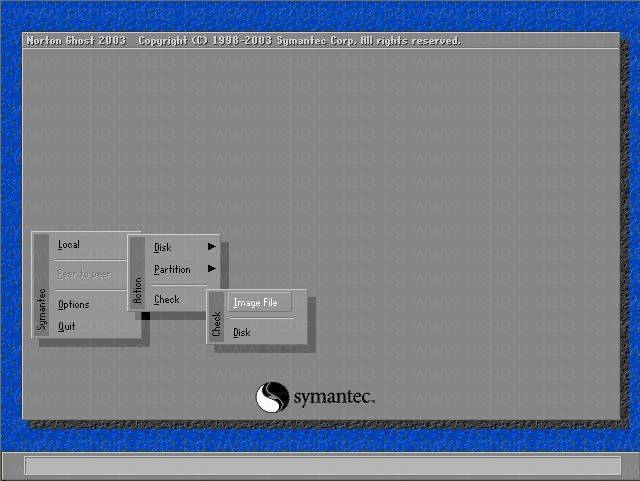 Norton Ghost 2003   Copyright (C) 1998-2003 Symantec Corp. All rights reserved.
Symantec
Local
Peer to peer
Options
Quit
Action
Disk
Partition
Check
Check
Image File
Disk
symantec™
www.pchelp.data.bg